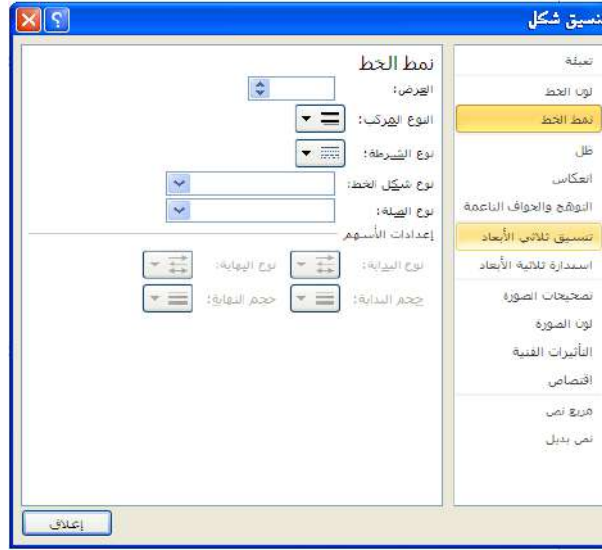 تنسيق شكل
تعبئة
لون الخط
نمط الخط
ظل
انعكاس
التوهج والحواف الناعمة
تنسيق ثلاثي الأبعاد
استدارة ثلاثية الأبعاد
تصحيحات الصورة
لون الصورة
التأثيرات الفنية
اقتصاص
مربع نص
نص بديل
نمط الخط
العرض:
النوع المركب:
نوع الشرطة:
نوع شكل الخط:
نوع الصلة:
إعدادات الأسهم
نوع البداية: نوع النهاية:
حجم البداية: حجم النهاية:
إغلاق